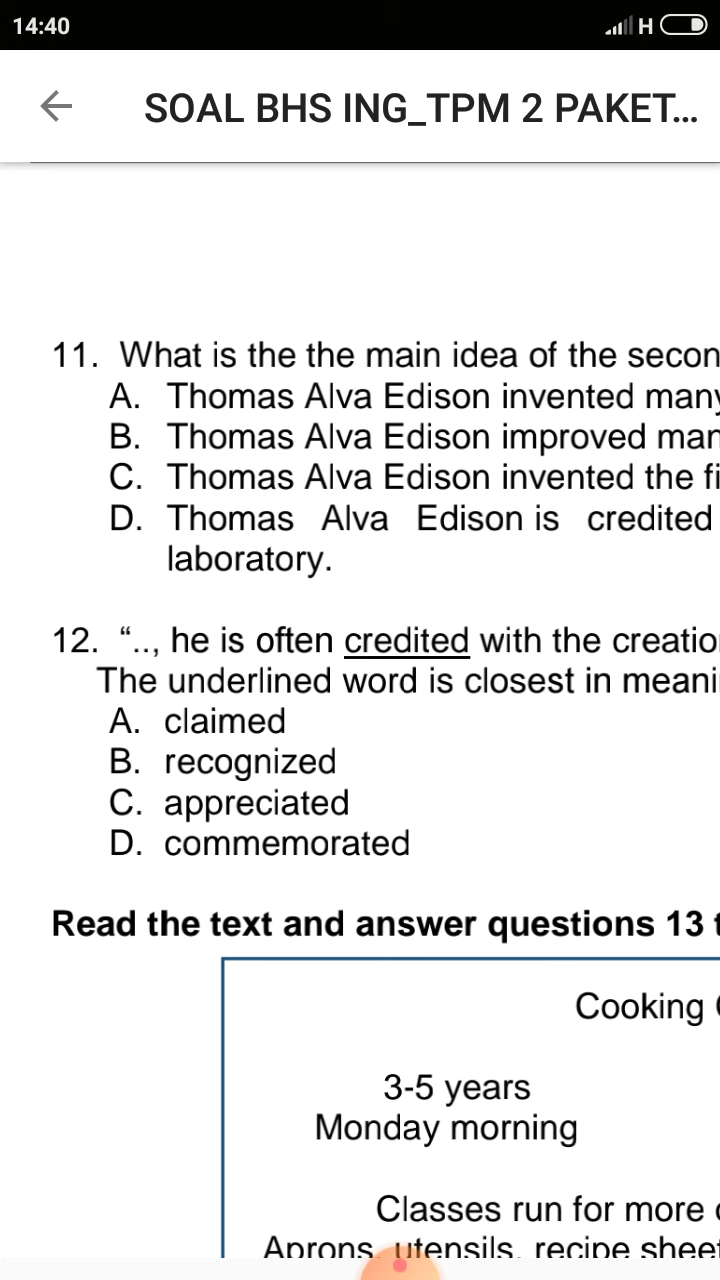 14:40
H
SOAL BHS ING_TPM 2 PAKET...
11. What is the the main idea of the secon
A. Thomas Alva Edison invented many
B. Thomas Alva Edison improved man
C. Thomas Alva Edison invented the fi
D. Thomas Alva Edison is credited
laboratory.
12. “.., he is often credited with the creatio
The underlined word is closest in meani
A. claimed
B. recognized
C. appreciated
D. commemorated
Read the text and answer questions 13 t
Cooking
3-5 years
Monday morning
Classes run for more
Aprons, utensils, recipe sheet